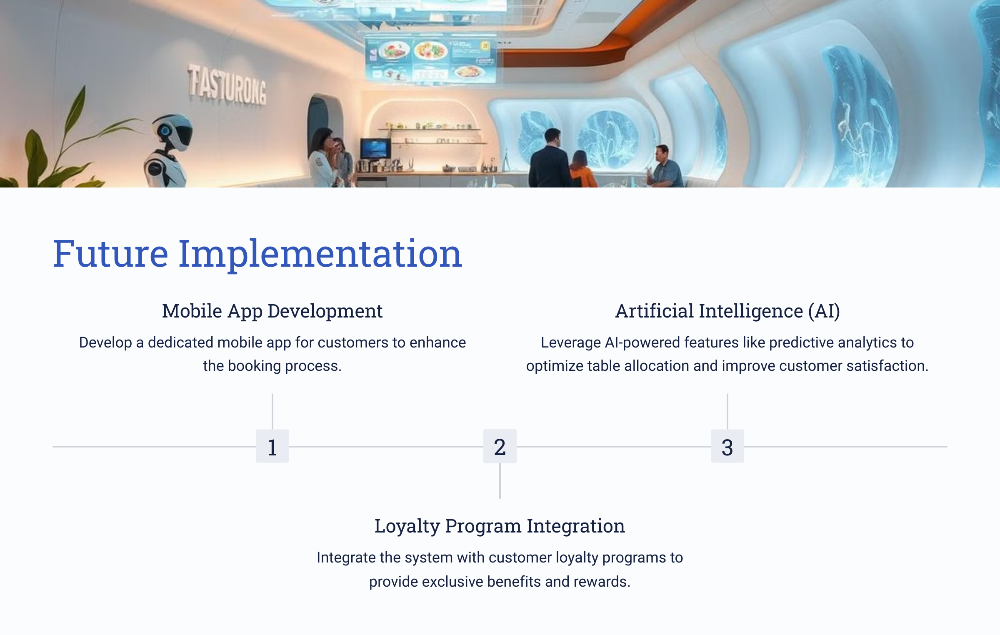 TASTURONG
Future Implementation
Mobile App Development
Develop a dedicated mobile app for customers to enhance
the booking process.
Artificial Intelligence (AI)
Leverage AI-powered features like predictive analytics to
optimize table allocation and improve customer satisfaction.
1
2
3
Loyalty Program Integration
Integrate the system with customer loyalty programs to
provide exclusive benefits and rewards.